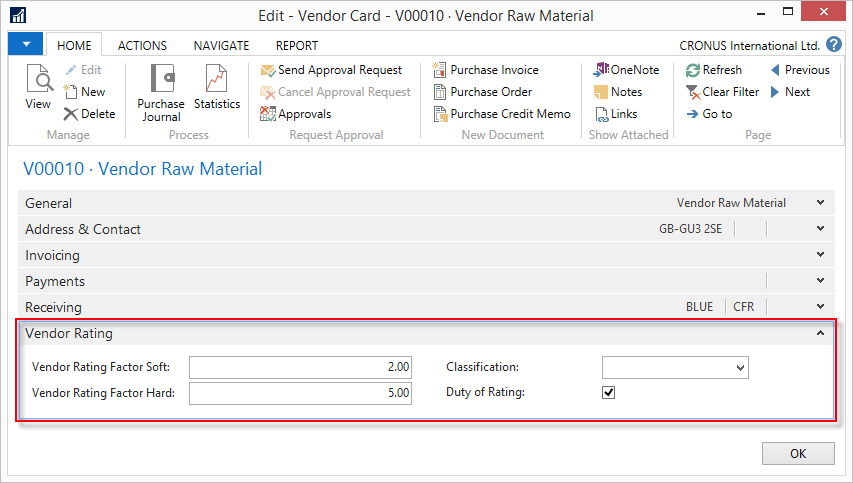 Edit - Vendor Card - V00010 · Vendor Raw Material
HOME ACTIONS NAVIGATE REPORT CRONUS International Ltd. ?
View
Edit
New
Delete
Manage
Purchase Journal
Statistics
Process
Send Approval Request
Cancel Approval Request
Approvals
Request Approval
Purchase Invoice
Purchase Order
Purchase Credit Memo
New Document
OneNote
Notes
Links
Show Attached
Refresh
Clear Filter
Go to
Previous
Next
Page
V00010 · Vendor Raw Material
General Vendor Raw Material
Address & Contact GB-GU3 2SE
Invoicing
Payments
Receiving BLUE CFR
Vendor Rating
Vendor Rating Factor Soft: 2.00 Classification:
Vendor Rating Factor Hard: 5.00 Duty of Rating:
OK